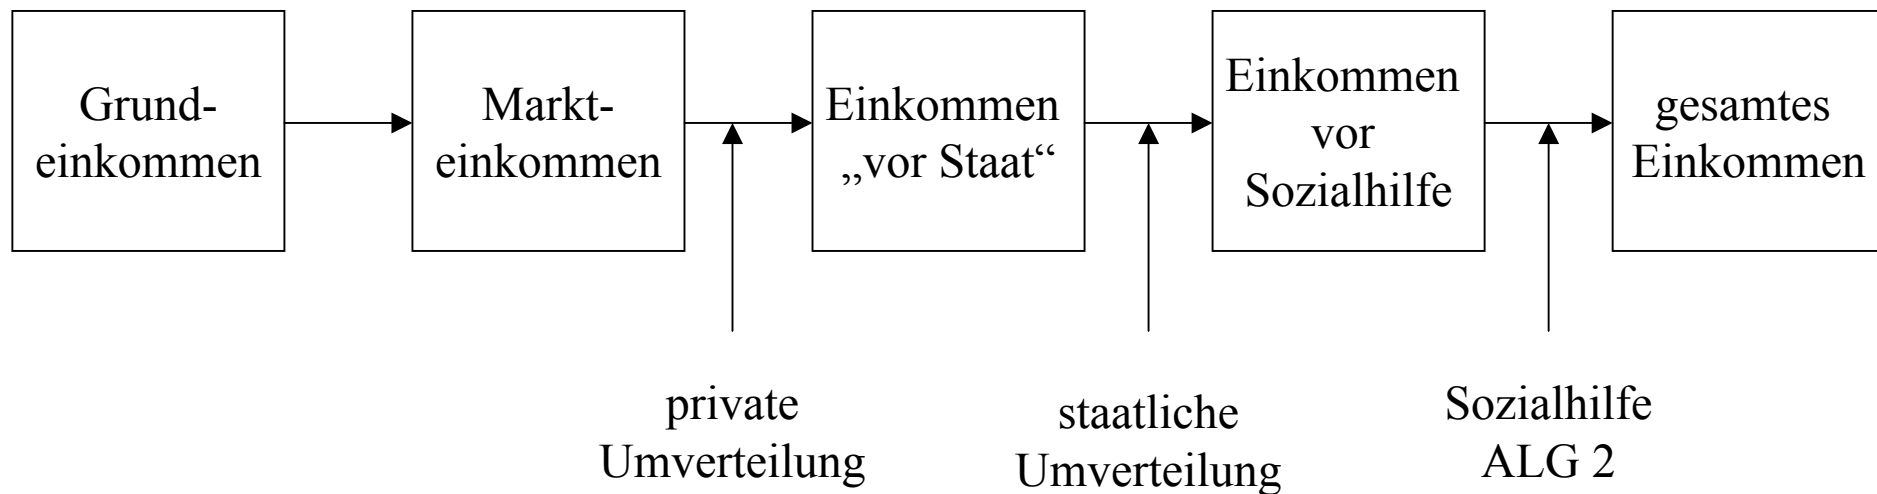 Grund-
einkommen
Markt-
einkommen
Einkommen
„vor Staat“
Einkommen
vor
Sozialhilfe
gesamtes
Einkommen
private
Umverteilung
staatliche
Umverteilung
Sozialhilfe
ALG 2